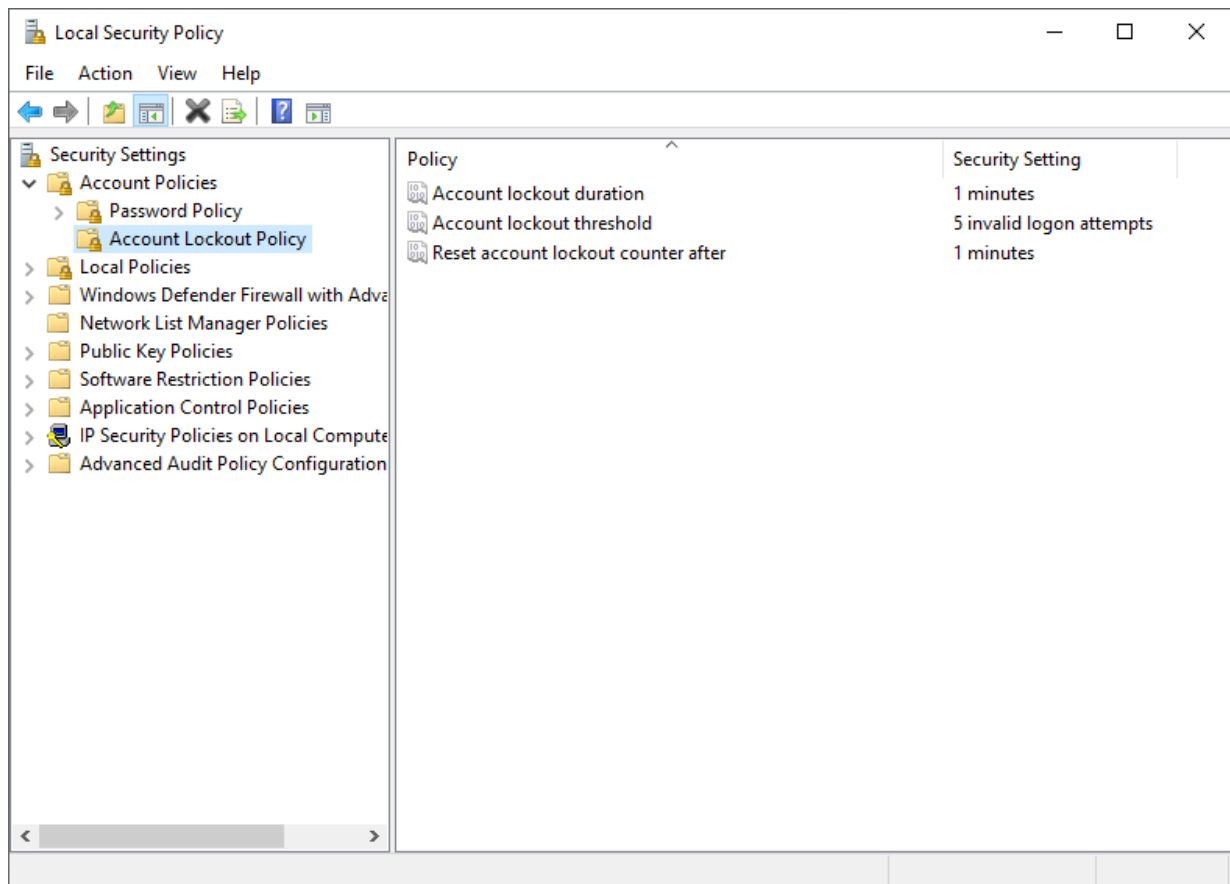 Local Security Policy
File Action View Help
Security Settings
Account Policies
Password Policy
Account Lockout Policy
Local Policies
Windows Defender Firewall with Adva
Network List Manager Policies
Public Key Policies
Software Restriction Policies
Application Control Policies
IP Security Policies on Local Compute
Advanced Audit Policy Configuration
Policy Security Setting
Account lockout duration 1 minutes
Account lockout threshold 5 invalid logon attempts
Reset account lockout counter after 1 minutes